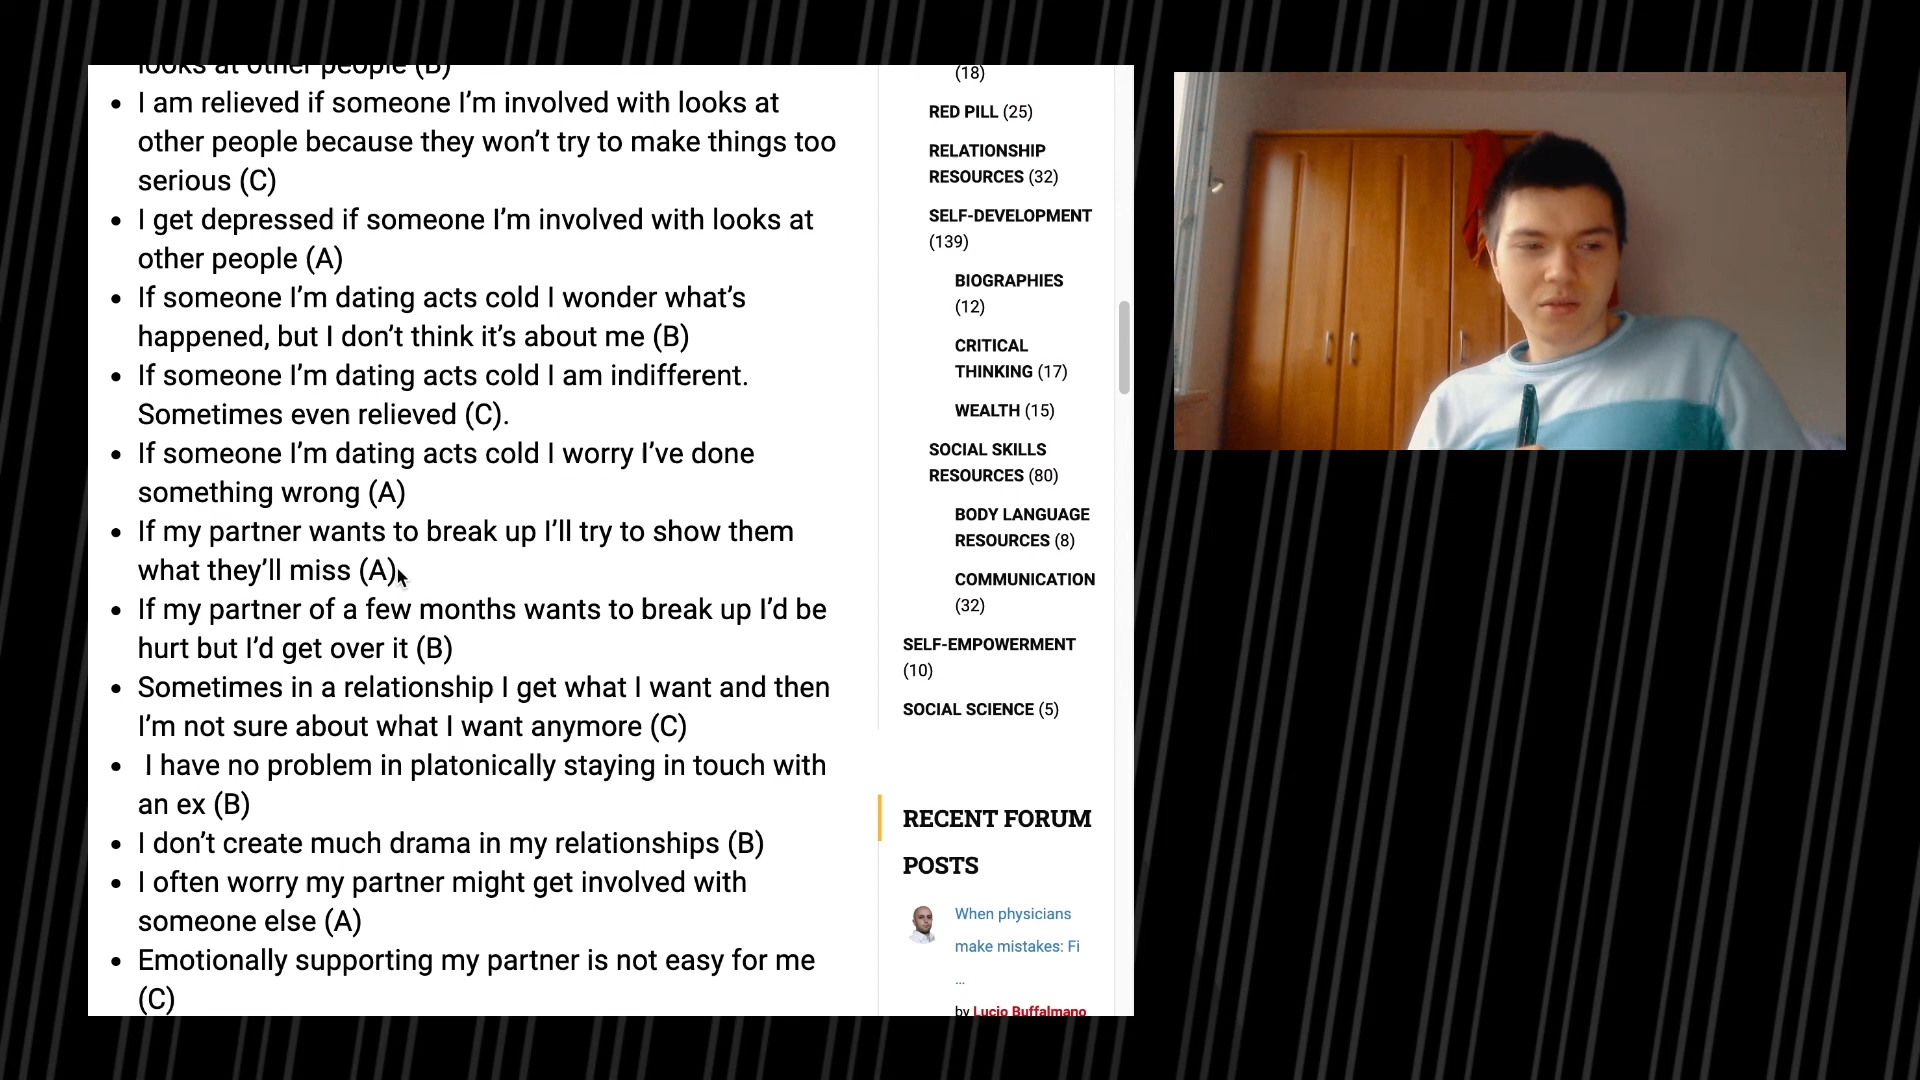 looks at other people (B)
I am relieved if someone I’m involved with looks at
other people because they won’t try to make things too
serious (C)
I get depressed if someone I’m involved with looks at
other people (A)
If someone I’m dating acts cold I wonder what’s
happened, but I don’t think it’s about me (B)
If someone I’m dating acts cold I am indifferent.
Sometimes even relieved (C).
If someone I’m dating acts cold I worry I’ve done
something wrong (A)
If my partner wants to break up I’ll try to show them
what they’ll miss (A)
If my partner of a few months wants to break up I’d be
hurt but I’d get over it (B)
Sometimes in a relationship I get what I want and then
I’m not sure about what I want anymore (C)
I have no problem in platonically staying in touch with
an ex (B)
I don’t create much drama in my relationships (B)
I often worry my partner might get involved with
someone else (A)
Emotionally supporting my partner is not easy for me
(C)
(18)
RED PILL (25)
RELATIONSHIP
RESOURCES (32)
SELF-DEVELOPMENT
(139)
BIOGRAPHIES
(12)
CRITICAL
THINKING (17)
WEALTH (15)
SOCIAL SKILLS
RESOURCES (80)
BODY LANGUAGE
RESOURCES (8)
COMMUNICATION
(32)
SELF-EMPOWERMENT
(10)
SOCIAL SCIENCE (5)
RECENT FORUM
POSTS
When physicians
make mistakes: Fi
...
by Lucio Buffalmano